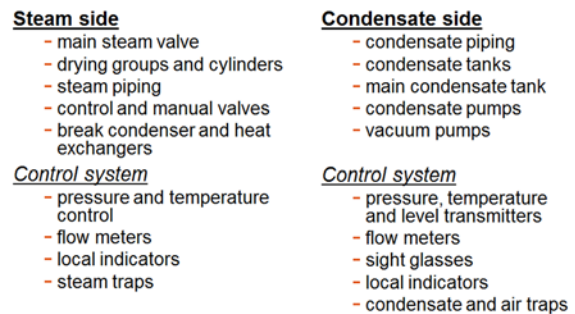 Steam side
- main steam valve
- drying groups and cylinders
- steam piping
- control and manual valves
- break condenser and heat
exchangers
Control system
- pressure and temperature
control
- flow meters
- local indicators
- steam traps
Condensate side
- condensate piping
- condensate tanks
- main condensate tank
- condensate pumps
- vacuum pumps
Control system
- pressure, temperature
and level transmitters
- flow meters
- sight glasses
- local indicators
- condensate and air traps